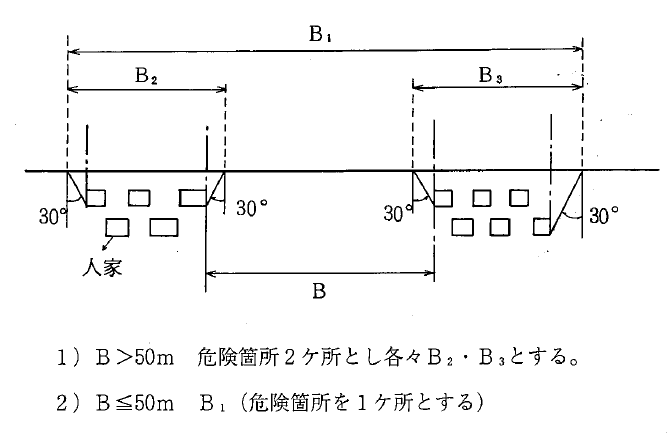 B₁
B₂ B₃
30° 30° 30° 30°
人家
B
1）B＞50m 危険箇所2ケ所とし各々B₂・B₃とする。
2）B≦50m B₁（危険箇所を1ケ所とする）